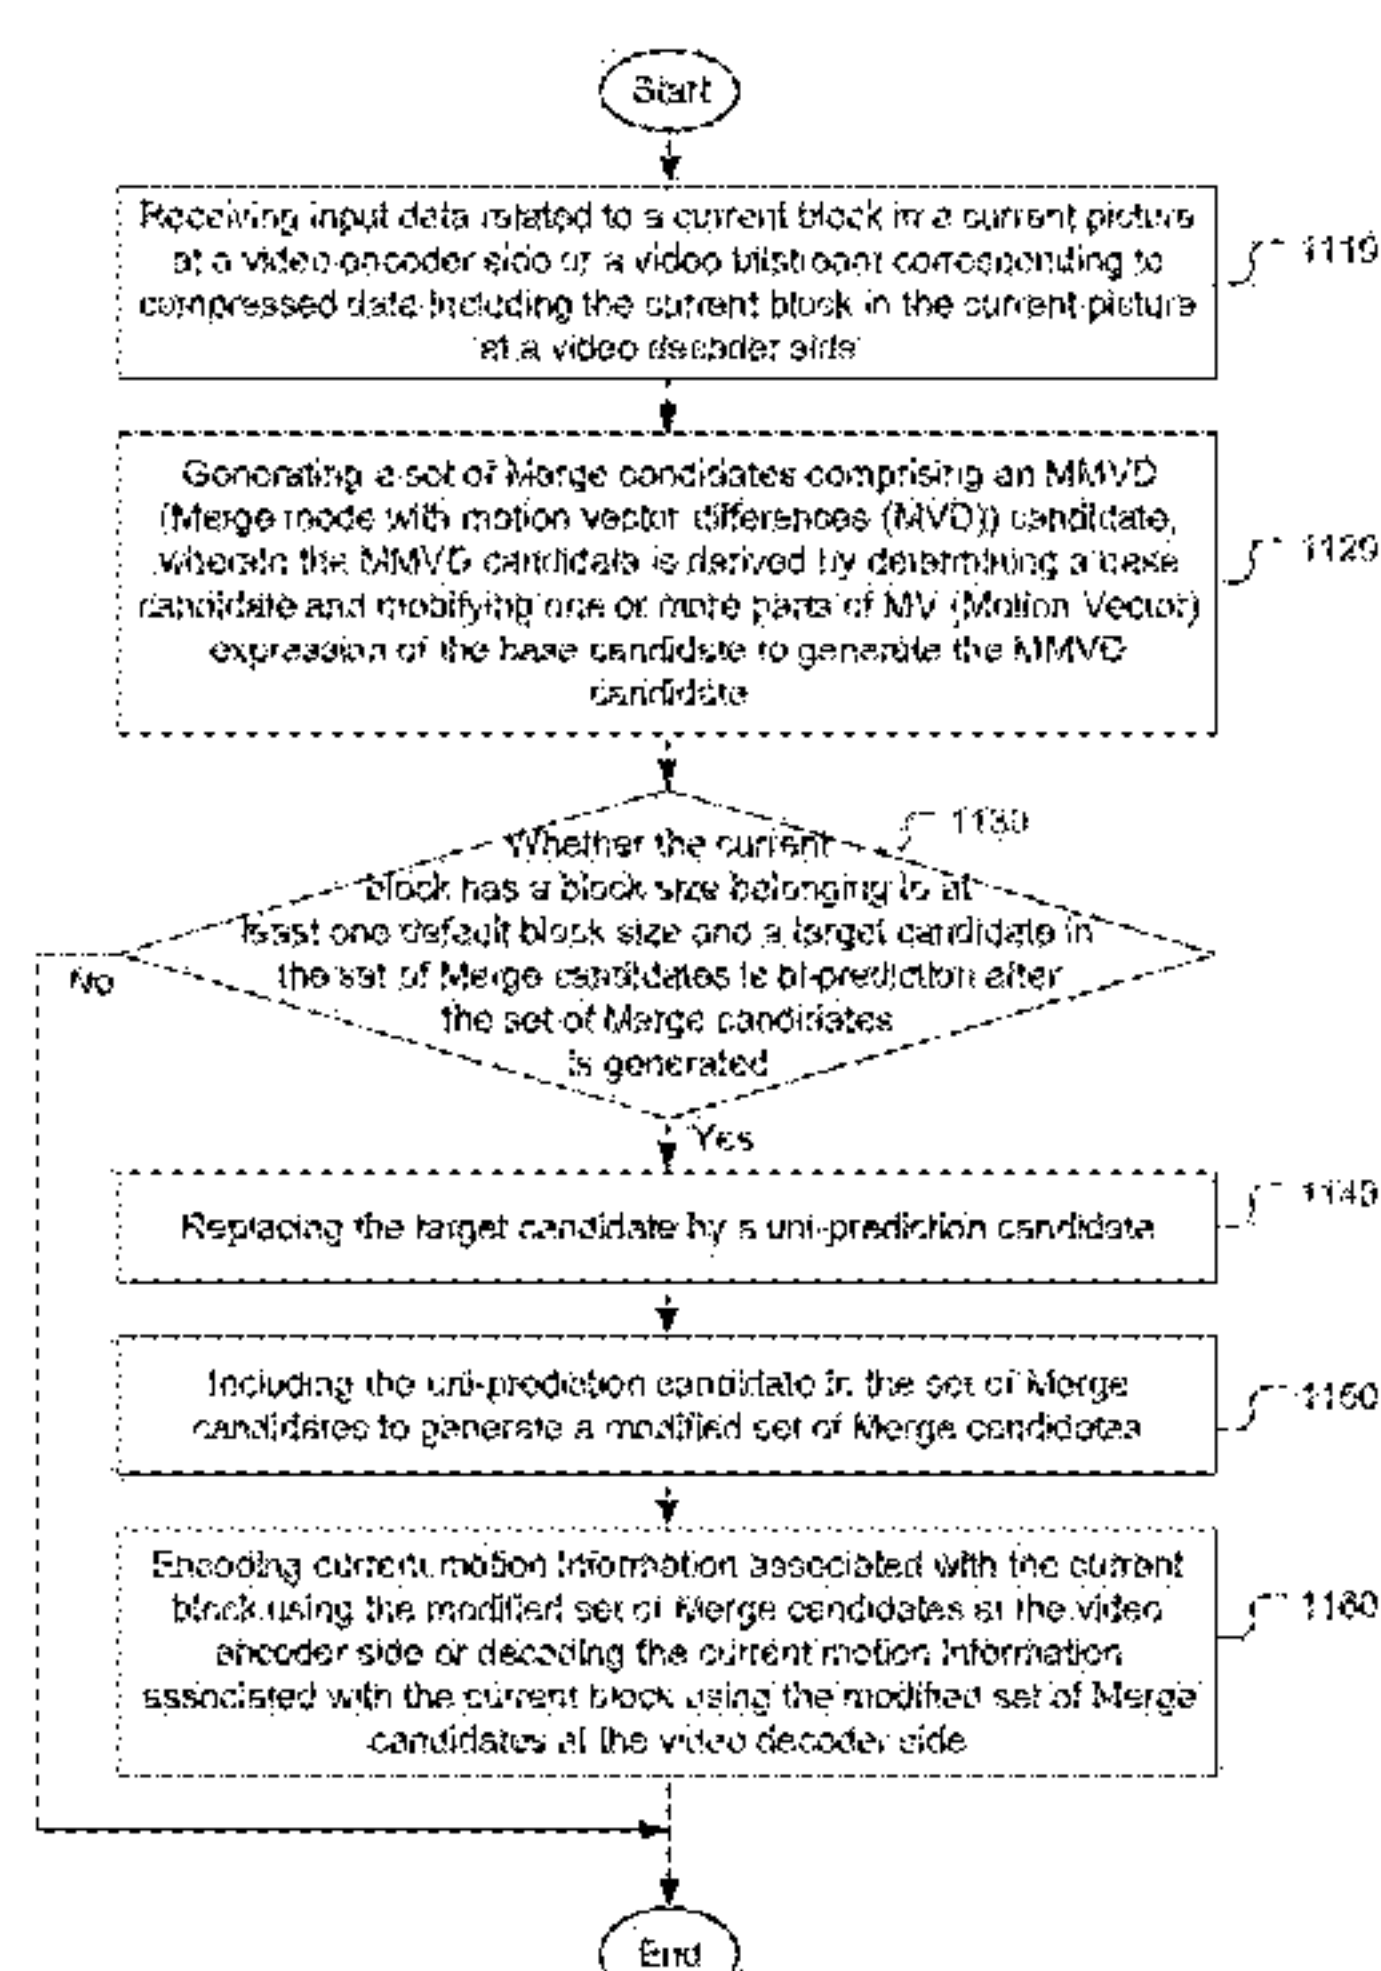 Start
Receiving input data related to a current block in a current picture
at a video encoder side or a video bitstream corresponding to
compressed data including the current block in the current picture
at a video decoder side
1110
Generating a set of Merge candidates comprising an MMVD
(Merge mode with motion vector differences (MVD)) candidate,
wherein the MMVD candidate is derived by determining a base
candidate and modifying one or more parts of MV (Motion Vector)
expression of the base candidate to generate the MMVD
candidate
1120
1130
Whether the current
block has a block size belonging to at
least one default block size and a target candidate in
the set of Merge candidates is bi-prediction after
the set of Merge candidates
is generated
No
Yes
Replacing the target candidate by a uni-prediction candidate
1140
Including the uni-prediction candidate in the set of Merge
candidates to generate a modified set of Merge candidates
1150
Encoding current motion information associated with the current
block using the modified set of Merge candidates at the video
encoder side or decoding the current motion information
associated with the current block using the modified set of Merge
candidates at the video decoder side
1160
End